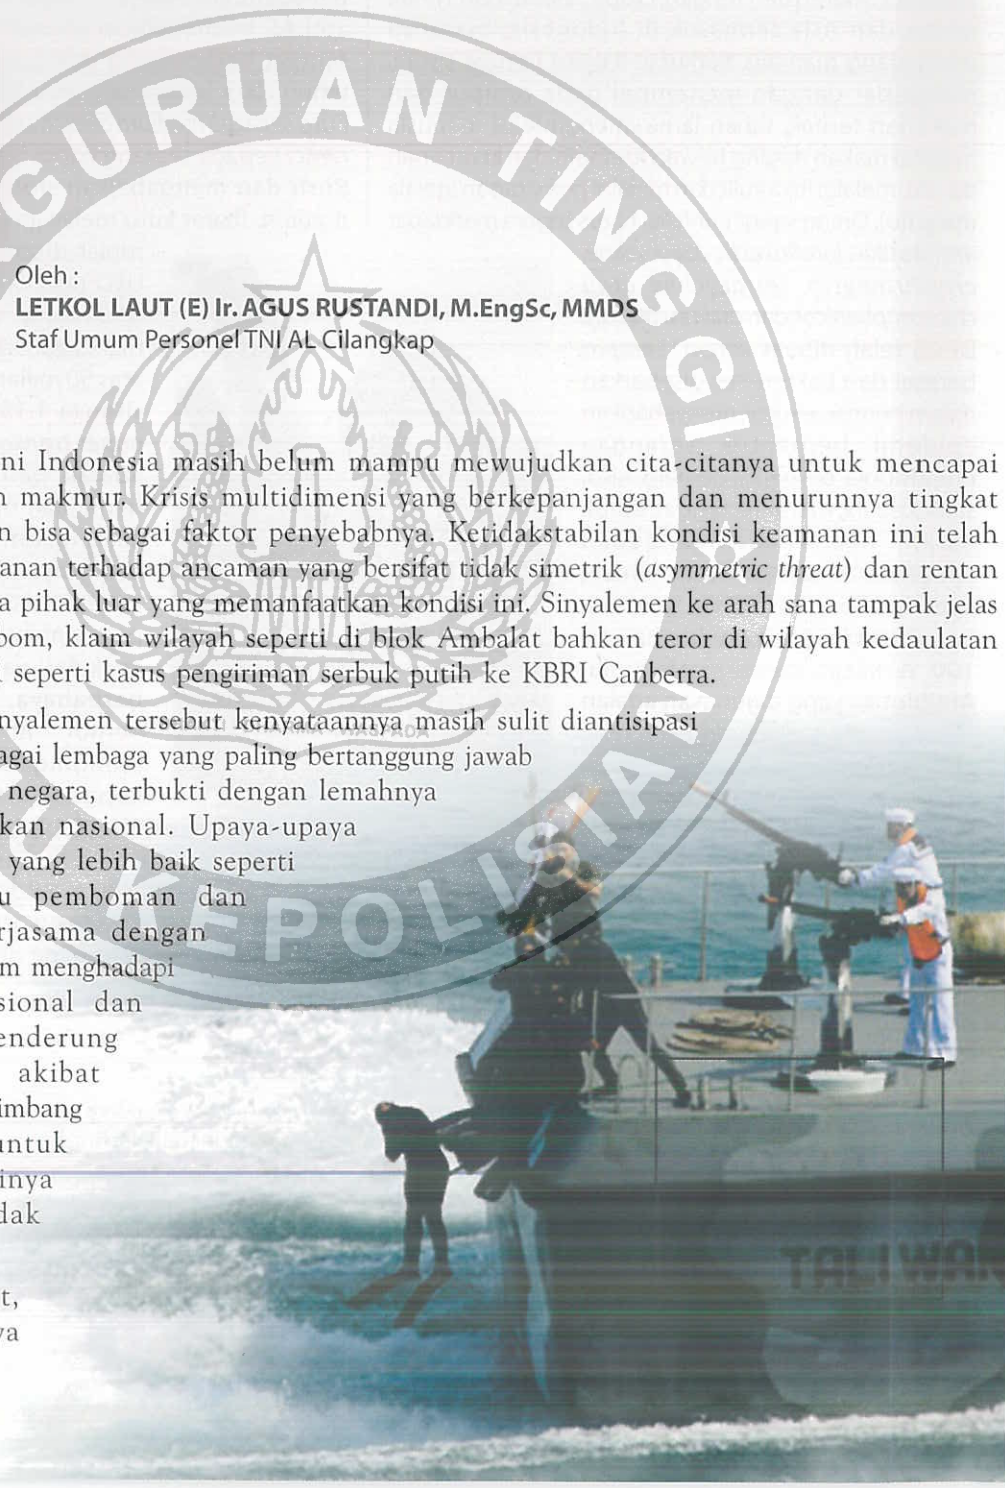 GURUAN TINGGI
Oleh :
LETKOL LAUT (E) Ir. AGUS RUSTANDI, M.EngSc, MMDS
Staf Umum Personel TNI AL Cilangkap
ni Indonesia masih belum mampu mewujudkan cita-citanya untuk mencapai
makmur. Krisis multidimensi yang berkepanjangan dan menurunnya tingkat
n bisa sebagai faktor penyebabnya. Ketidakstabilan kondisi keamanan ini telah
anan terhadap ancaman yang bersifat tidak simetrik (asymmetric threat) dan rentan
a pihak luar yang memanfaatkan kondisi ini. Sinyalemen ke arah sana tampak jelas
bom, klaim wilayah seperti di blok Ambalat bahkan teror di wilayah kedaulatan
seperti kasus pengiriman serbuk putih ke KBRI Canberra.
nyalemen tersebut kenyataannya masih sulit diantisipasi
DHARMA WASPADA
agai lembaga yang paling bertanggung jawab
negara, terbukti dengan lemahnya
kan nasional. Upaya-upaya
yang lebih baik seperti
u pemboman dan
rjasama dengan
m menghadapi
sional dan
enderung
akibat
imbang
untuk
inya
dak
t,
ya
U KEPOLISIA
TALIWAN